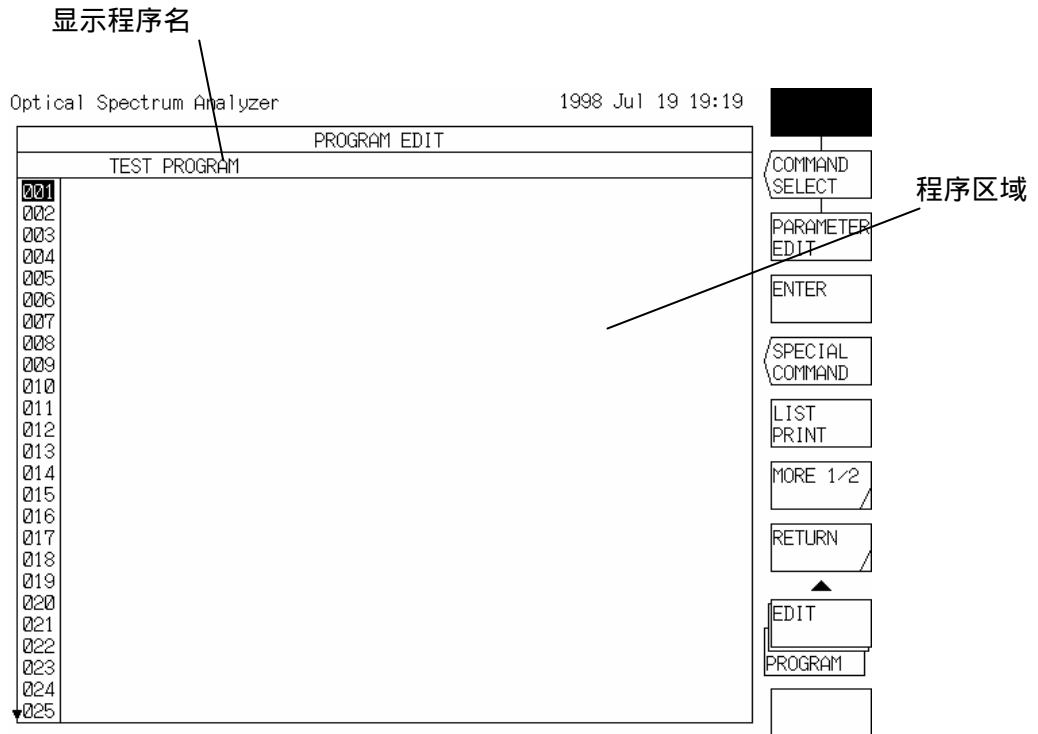 显示程序名
Optical Spectrum Analyzer
1998 Jul 19 19:19
PROGRAM EDIT
TEST PROGRAM
001
002
003
004
005
006
007
008
009
010
011
012
013
014
015
016
017
018
019
020
021
022
023
024
025
COMMAND
SELECT
PARAMETER
EDIT
ENTER
SPECIAL
COMMAND
LIST
PRINT
MORE 1/2
RETURN
EDIT
PROGRAM
程序区域